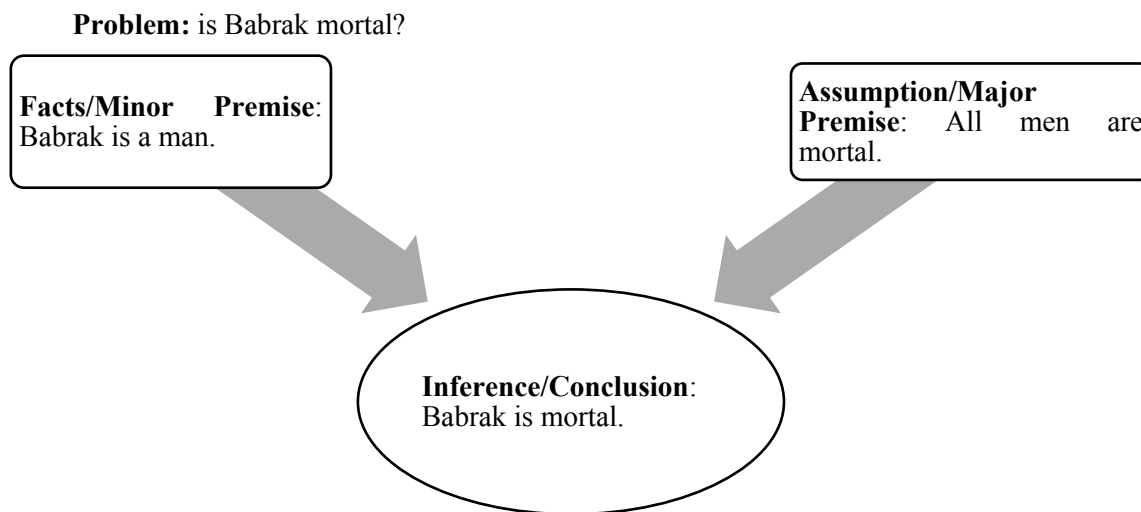 Problem: is Babrak mortal?
Facts/Minor Premise:
Babrak is a man.
Assumption/Major
Premise: All men are
mortal.
Inference/Conclusion:
Babrak is mortal.